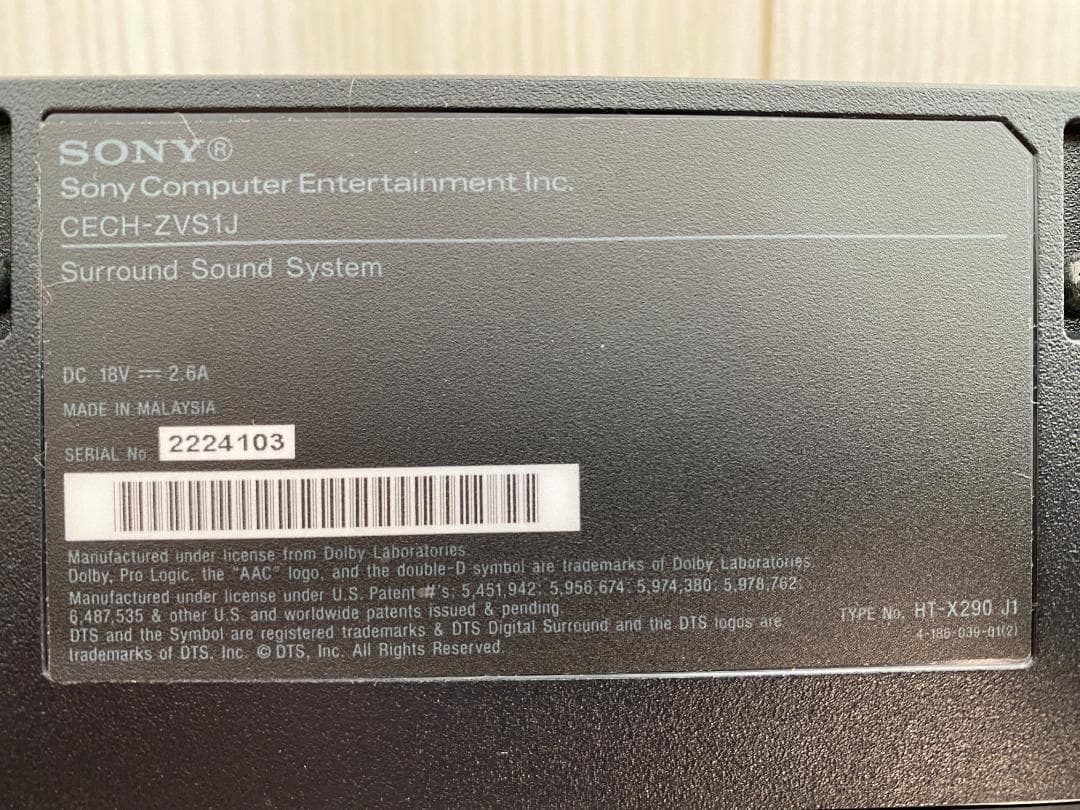 SONY®
Sony Computer Entertainment Inc.
CECH-ZVS1J
Surround Sound System
DC 18V ⎓ 2.6A
MADE IN MALAYSIA
SERIAL No 2224103
Manufactured under license from Dolby Laboratories.
Dolby, Pro Logic, the "AAC" logo, and the double-D symbol are trademarks of Dolby Laboratories.
Manufactured under license under U.S. Patent #'s: 5,451,942; 5,956,674; 5,974,380; 5,978,762;
6,487,535 & other U.S. and worldwide patents issued & pending.
DTS and the Symbol are registered trademarks & DTS Digital Surround and the DTS logos are
trademarks of DTS, Inc. © DTS, Inc. All Rights Reserved.
TYPE No. HT-X290 J1
4-186-039-01(2)